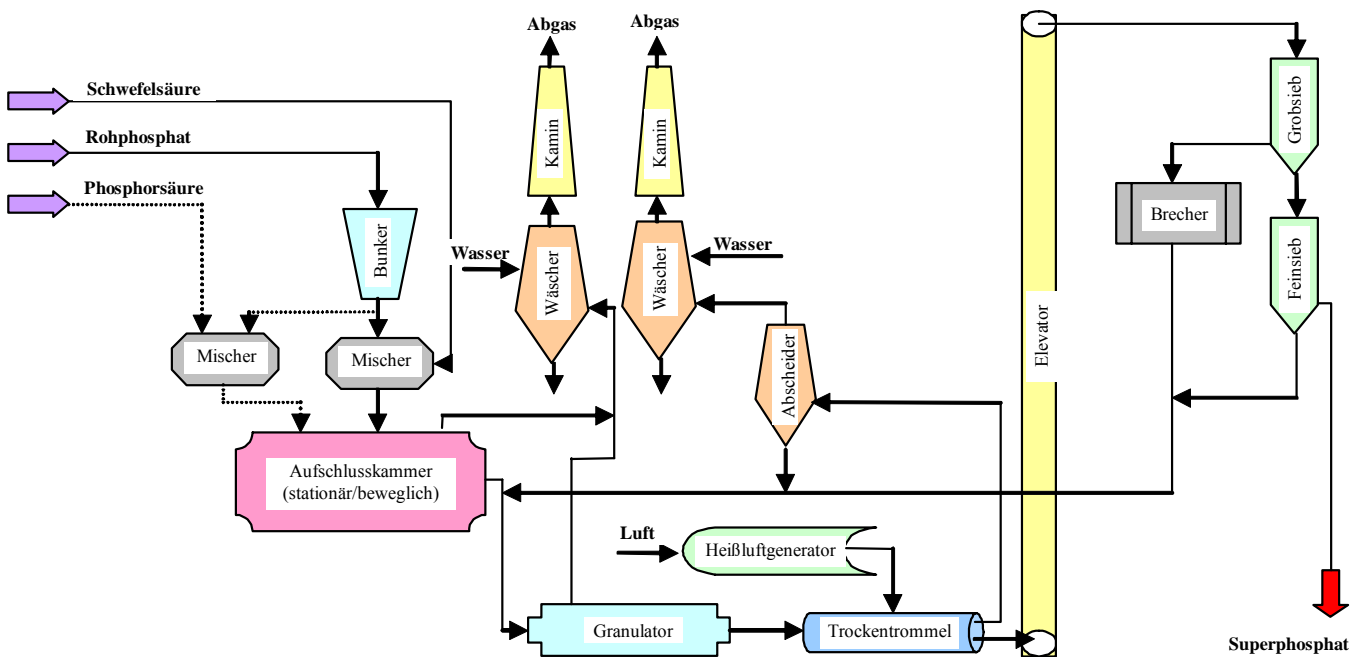 Abgas
Abgas
Schwefelsäure
Rohphosphat
Phosphorsäure
Kamin
Kamin
Grobsieb
Brecher
Bunker
Wasser
Wäscher
Wäscher
Wasser
Feinsieb
Mischer
Mischer
Abscheider
Elevator
Aufschlusskammer
(stationär/beweglich)
Luft
Heißluftgenerator
Granulator
Trockentrommel
Superphosphat